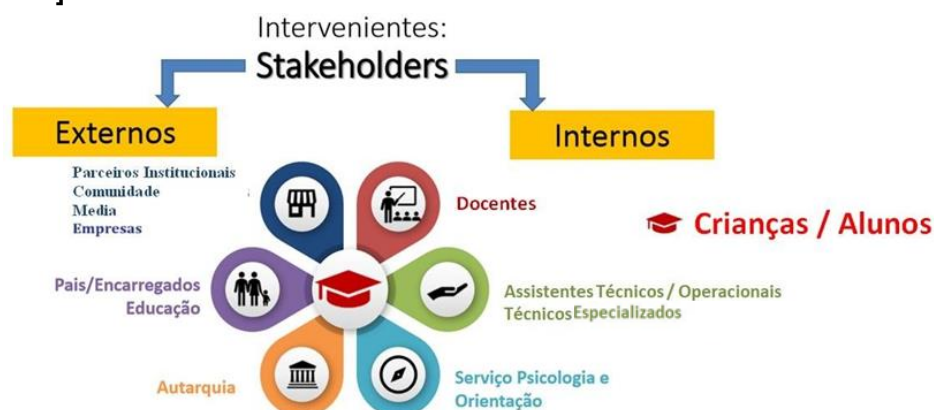 Intervenientes:
Stakeholders
Externos
Internos
Parceiros Institucionais
Comunidade
Media
Empresas
Docentes
Crianças / Alunos
Pais/Encarregados
Educação
Assistentes Técnicos / Operacionais
Técnicos Especializados
Autarquia
Serviço Psicologia e
Orientação